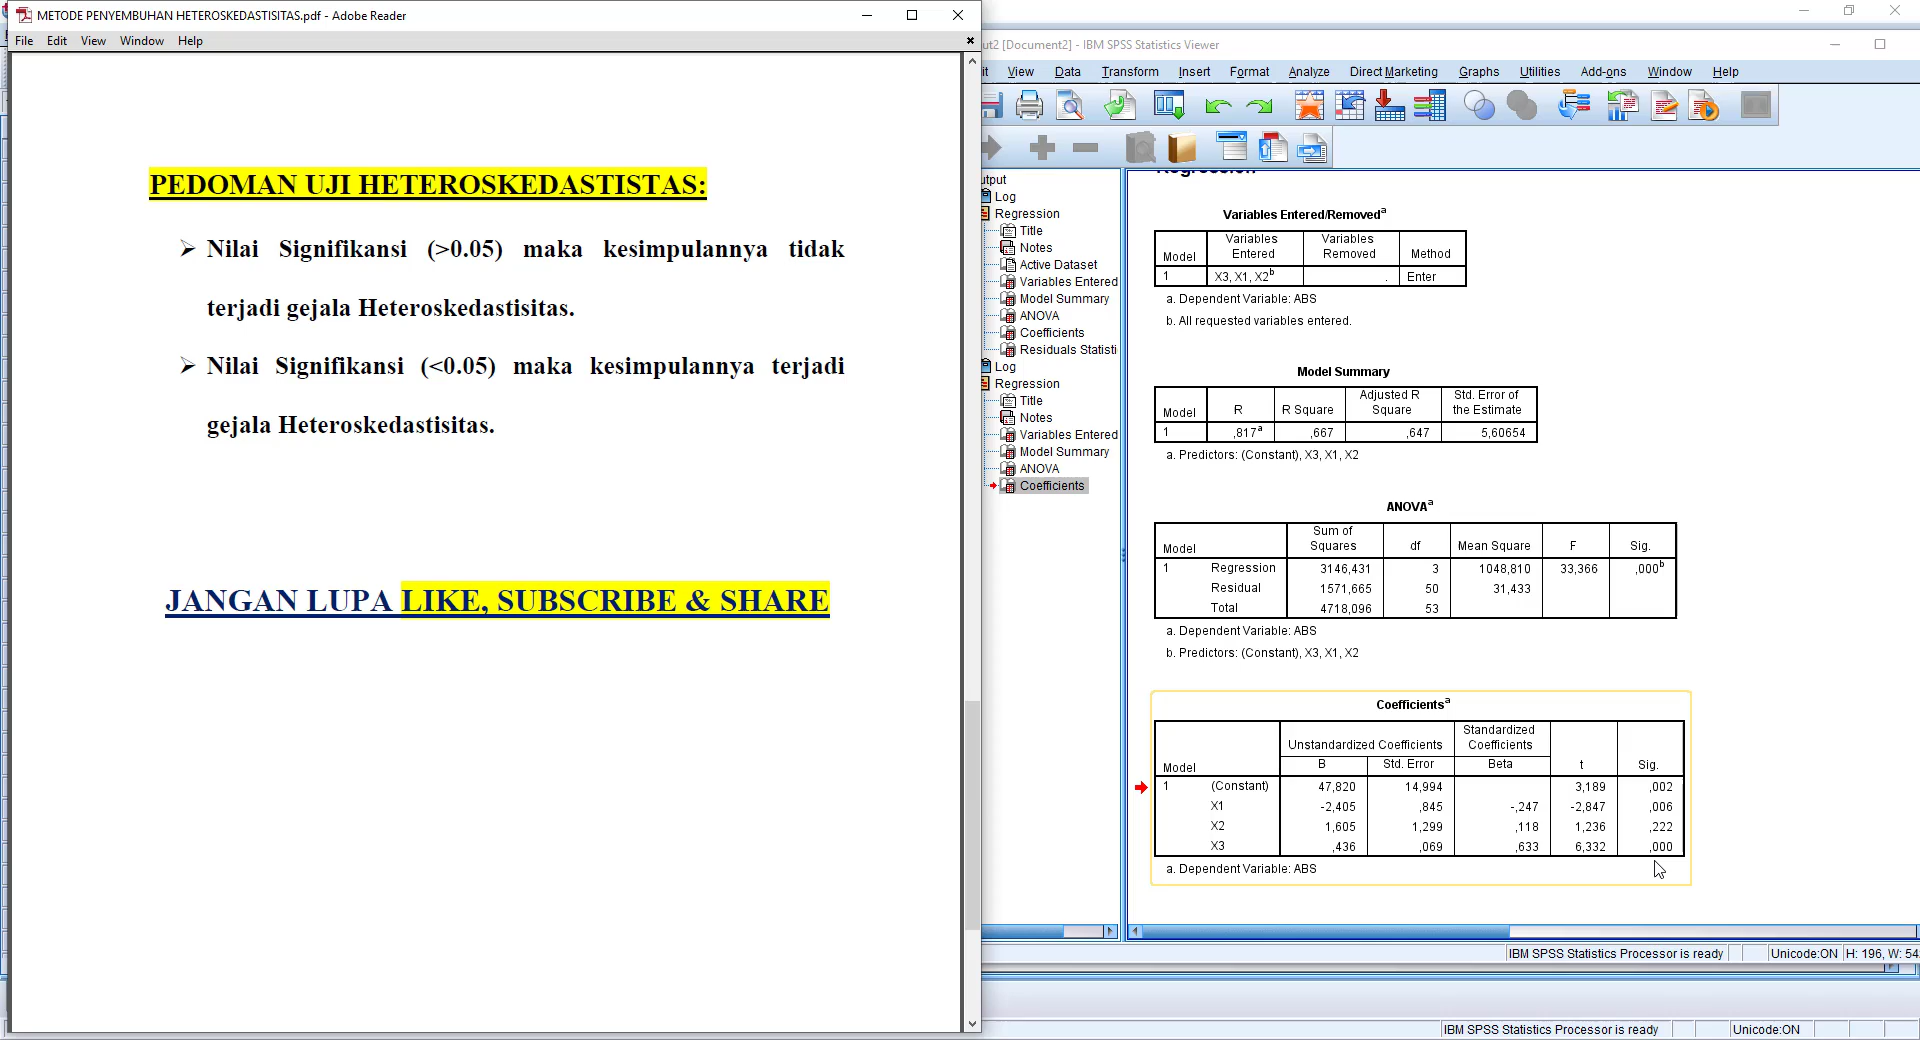 METODE PENYEMBUHAN HETEROSKEDASTISITAS.pdf - Adobe Reader
File Edit View Window Help
PEDOMAN UJI HETEROSKEDASTISTAS:
➢ Nilai Signifikansi (>0.05) maka kesimpulannya tidak
terjadi gejala Heteroskedastisitas.
➢ Nilai Signifikansi (<0.05) maka kesimpulannya terjadi
gejala Heteroskedastisitas.
JANGAN LUPA LIKE, SUBSCRIBE & SHARE
ut2 [Document2] - IBM SPSS Statistics Viewer
it View Data Transform Insert Format Analyze Direct Marketing Graphs Utilities Add-ons Window Help
utput
Log
Regression
Title
Notes
Active Dataset
Variables Entered
Model Summary
ANOVA
Coefficients
Residuals Statisti
Log
Regression
Title
Notes
Variables Entered
Model Summary
ANOVA
Coefficients
Regression
Variables Entered/Removed^a
Model Variables Entered Variables Removed Method
1 X3, X1, X2^b . Enter
a. Dependent Variable: ABS
b. All requested variables entered.
Model Summary
Model R R Square Adjusted R Square Std. Error of the Estimate
1 ,817^a ,667 ,647 5,60654
a. Predictors: (Constant), X3, X1, X2
ANOVA^a
Model Sum of Squares df Mean Square F Sig.
1 Regression 3146,431 3 1048,810 33,366 ,000^b
Residual 1571,665 50 31,433
Total 4718,096 53
a. Dependent Variable: ABS
b. Predictors: (Constant), X3, X1, X2
Coefficients^a
Model Unstandardized Coefficients Standardized Coefficients t Sig.
B Std. Error Beta
1 (Constant) 47,820 14,994 3,189 ,002
X1 -2,405 ,845 -,247 -2,847 ,006
X2 1,605 1,299 ,118 1,236 ,222
X3 ,436 ,069 ,633 6,332 ,000
a. Dependent Variable: ABS
IBM SPSS Statistics Processor is ready Unicode:ON H: 196, W: 54
IBM SPSS Statistics Processor is ready Unicode:ON